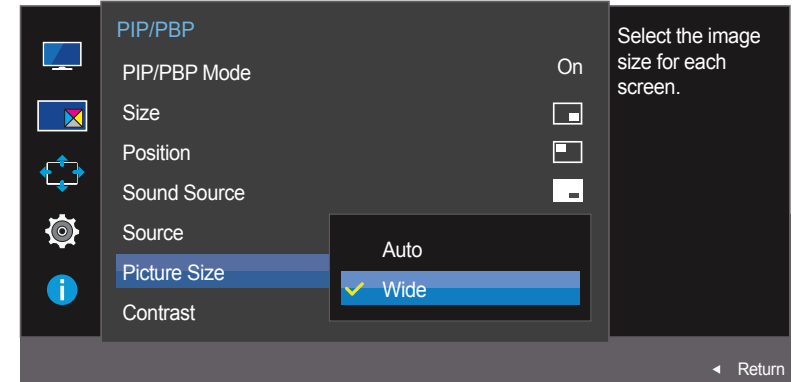 PIP/PBP
PIP/PBP Mode On
Size
Position
Sound Source
Source
Picture Size
Contrast
Auto
Wide
Select the image
size for each
screen.
Return